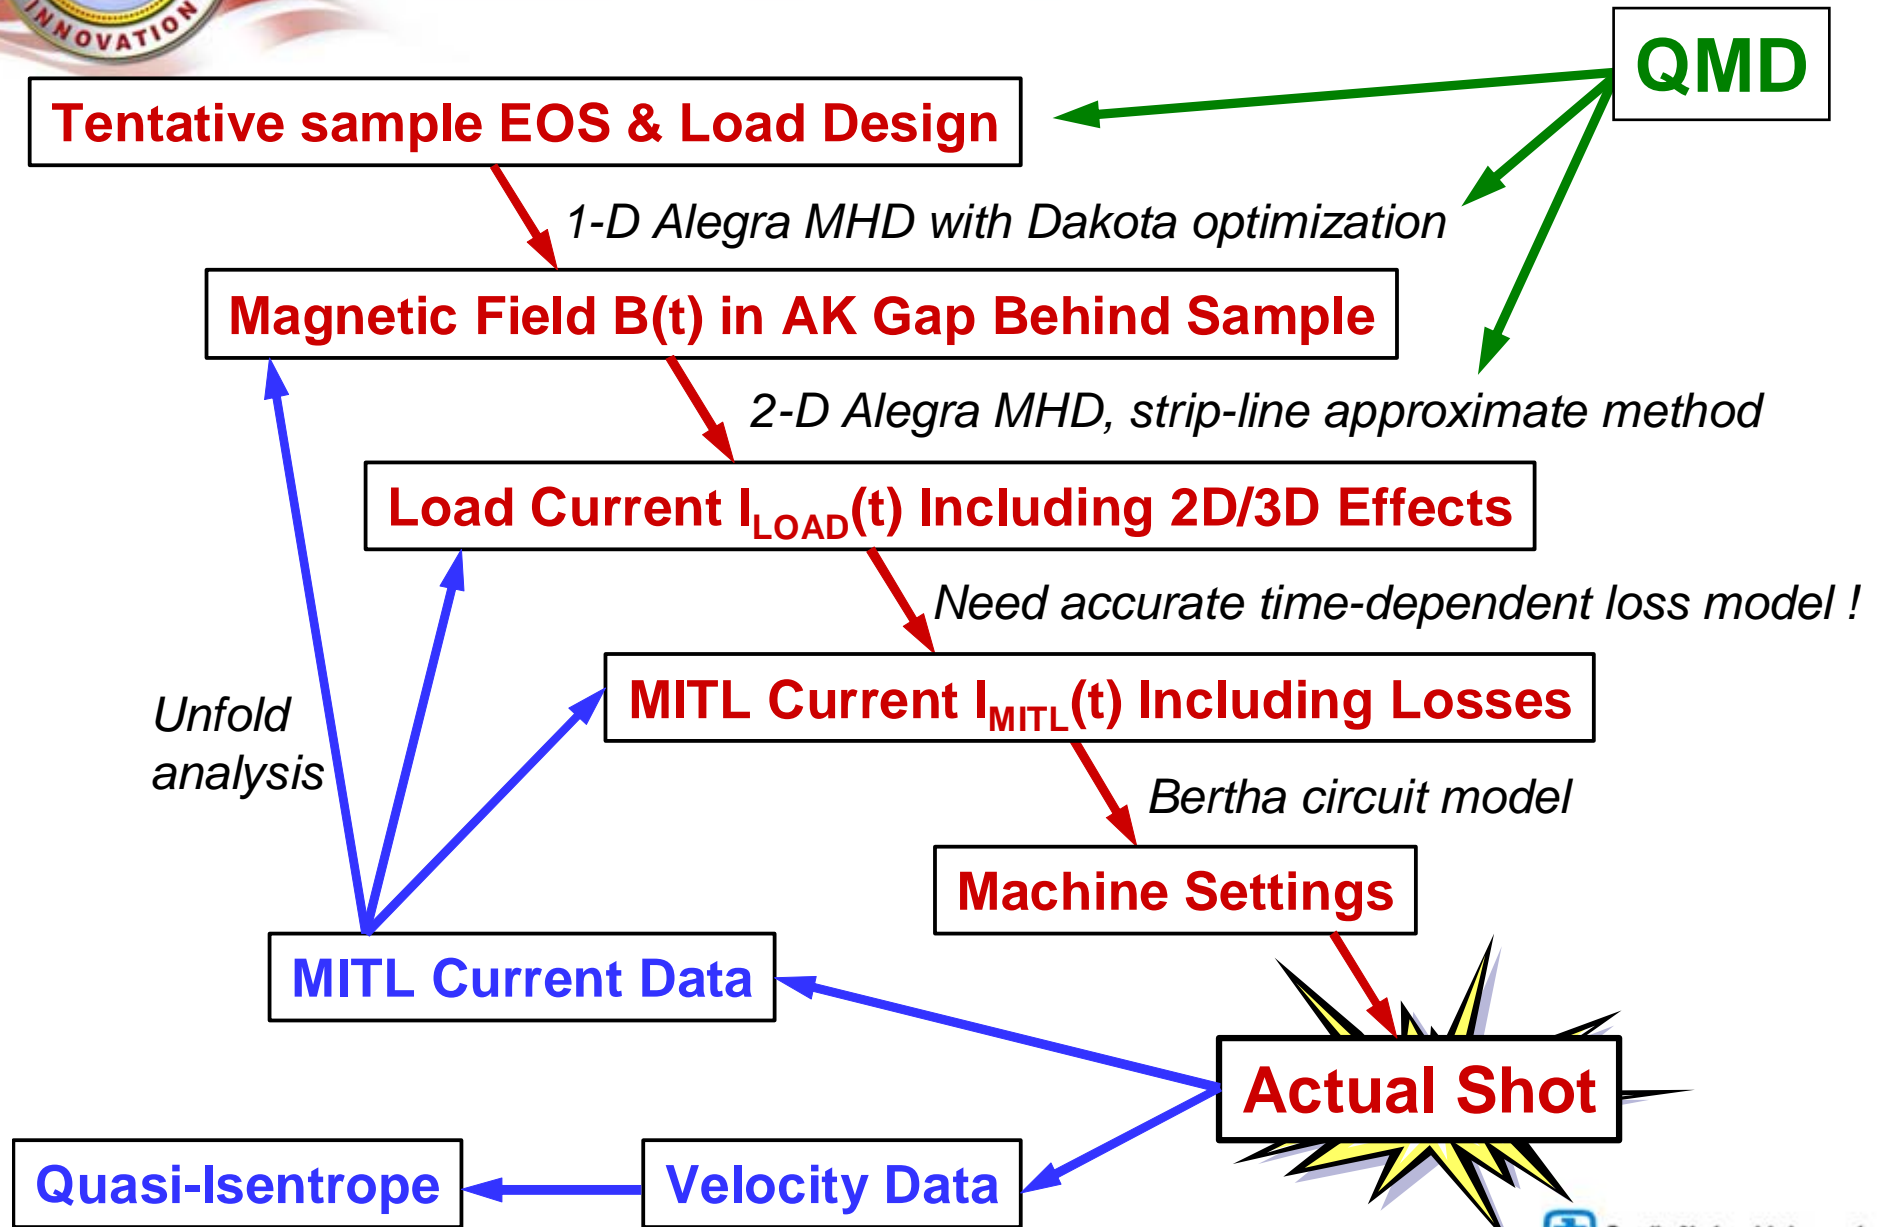 INNOVATION
QMD
Tentative sample EOS & Load Design
1-D Alegra MHD with Dakota optimization
Magnetic Field B(t) in AK Gap Behind Sample
2-D Alegra MHD, strip-line approximate method
Load Current I_LOAD(t) Including 2D/3D Effects
Need accurate time-dependent loss model !
MITL Current I_MITL(t) Including Losses
Unfold
analysis
Bertha circuit model
Machine Settings
MITL Current Data
Actual Shot
Quasi-Isentrope
Velocity Data